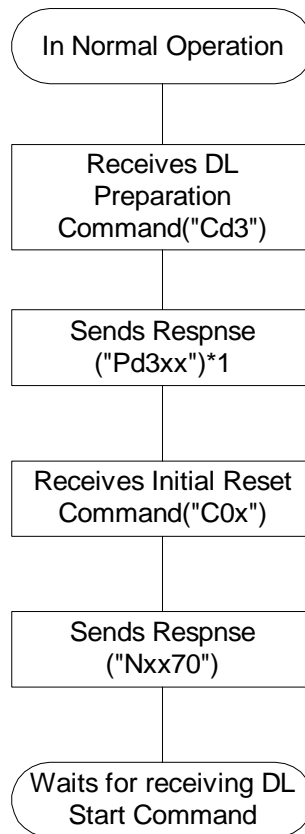 In Normal Operation
Receives DL
Preparation
Command("Cd3")
Sends Respnse
("Pd3xx")*1
Receives Initial Reset
Command("C0x")
Sends Respnse
("Nxx70")
Waits for receiving DL
Start Command